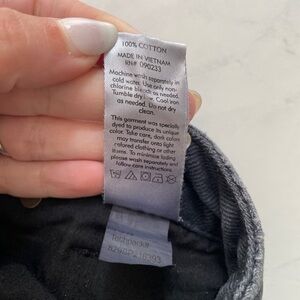 100% COTTON
MADE IN VIETNAM
RN# 090233
Machine wash separately in
cold water. Use only non-
chlorine bleach as needed.
Tumble dry low. Cool iron
as needed. Do not dry
clean.
This garment was specially
dyed to produce its unique
color. Take care, dark colors
may transfer onto light
colored clothing or other
items. To minimize fading
please wash separately and
follow care instructions.
Techpack#